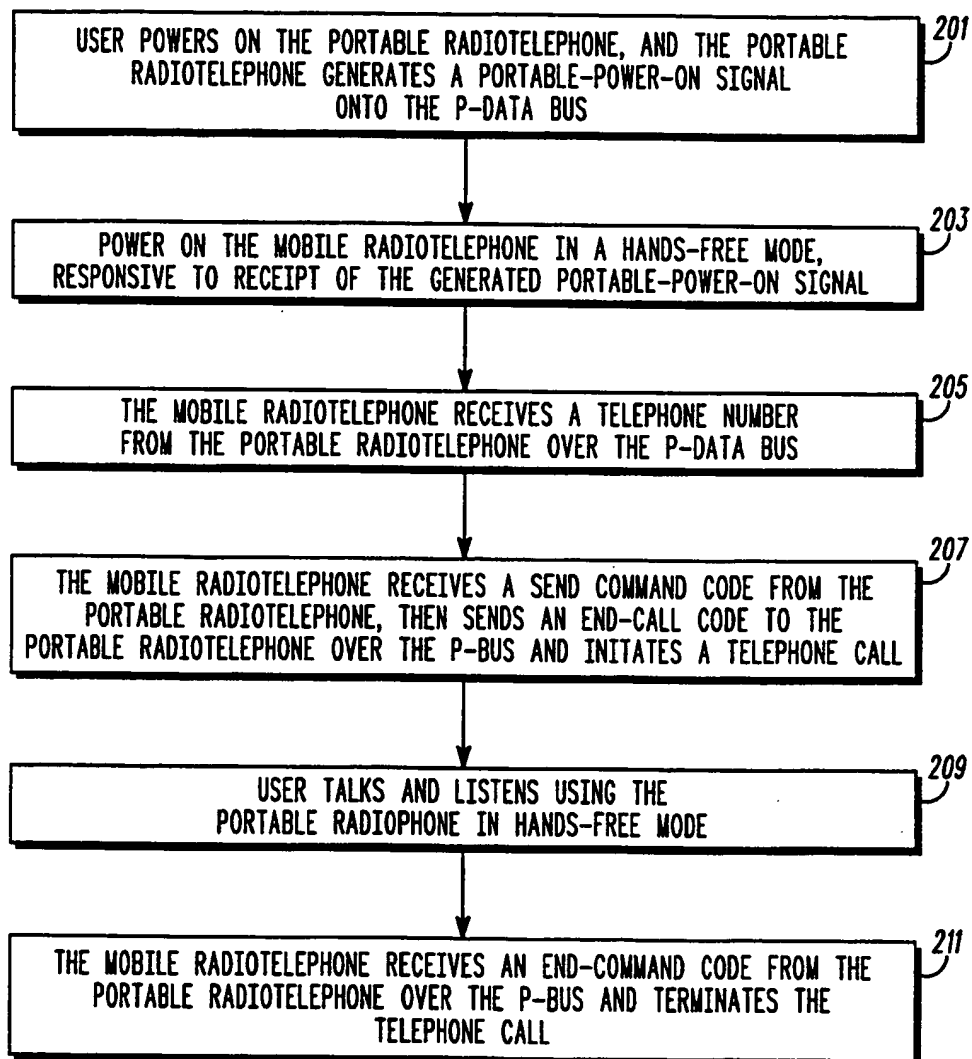 USER POWERS ON THE PORTABLE RADIOTELEPHONE, AND THE PORTABLE
RADIOTELEPHONE GENERATES A PORTABLE-POWER-ON SIGNAL
ONTO THE P-DATA BUS
201
POWER ON THE MOBILE RADIOTELEPHONE IN A HANDS-FREE MODE,
RESPONSIVE TO RECEIPT OF THE GENERATED PORTABLE-POWER-ON SIGNAL
203
THE MOBILE RADIOTELEPHONE RECEIVES A TELEPHONE NUMBER
FROM THE PORTABLE RADIOTELEPHONE OVER THE P-DATA BUS
205
THE MOBILE RADIOTELEPHONE RECEIVES A SEND COMMAND CODE FROM THE
PORTABLE RADIOTELEPHONE, THEN SENDS AN END-CALL CODE TO THE
PORTABLE RADIOTELEPHONE OVER THE P-BUS AND INITATES A TELEPHONE CALL
207
USER TALKS AND LISTENS USING THE
PORTABLE RADIOPHONE IN HANDS-FREE MODE
209
THE MOBILE RADIOTELEPHONE RECEIVES AN END-COMMAND CODE FROM THE
PORTABLE RADIOTELEPHONE OVER THE P-BUS AND TERMINATES THE
TELEPHONE CALL
211